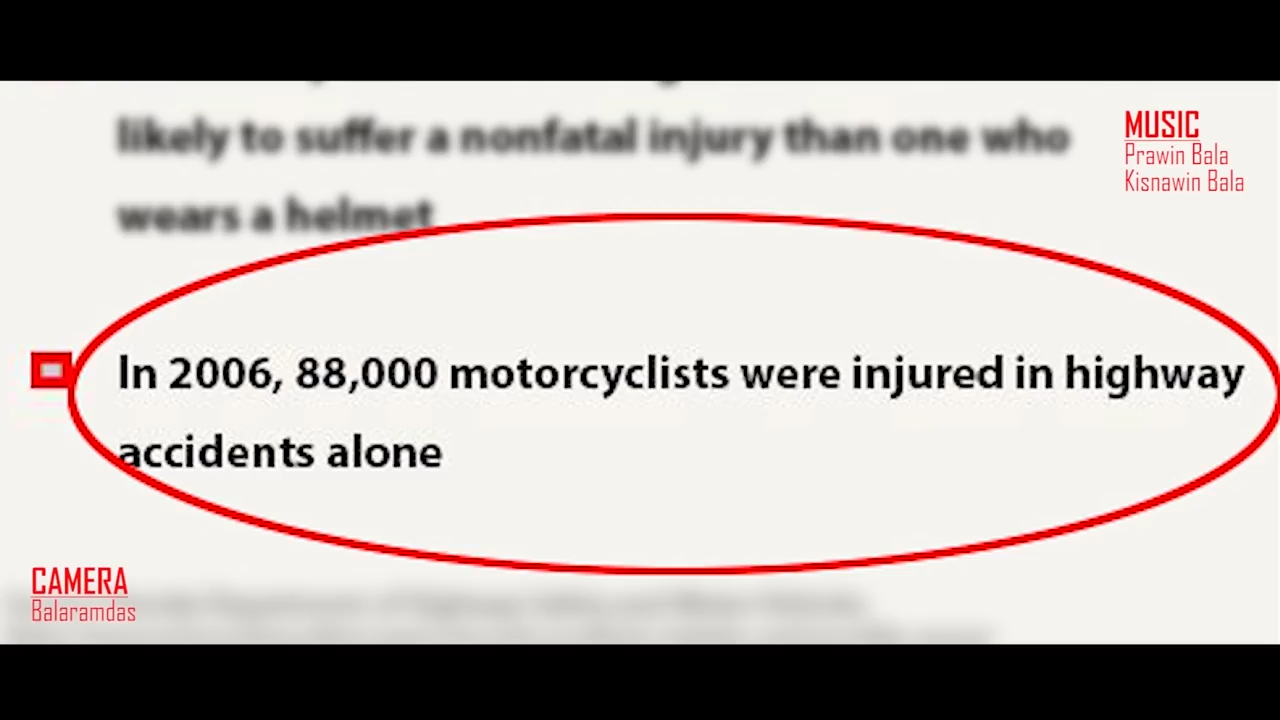 likely to suffer a nonfatal injury than one who
wears a helmet
MUSIC
Prawin Bala
Kisnawin Bala
In 2006, 88,000 motorcyclists were injured in highway
accidents alone
CAMERA
Balaramdas